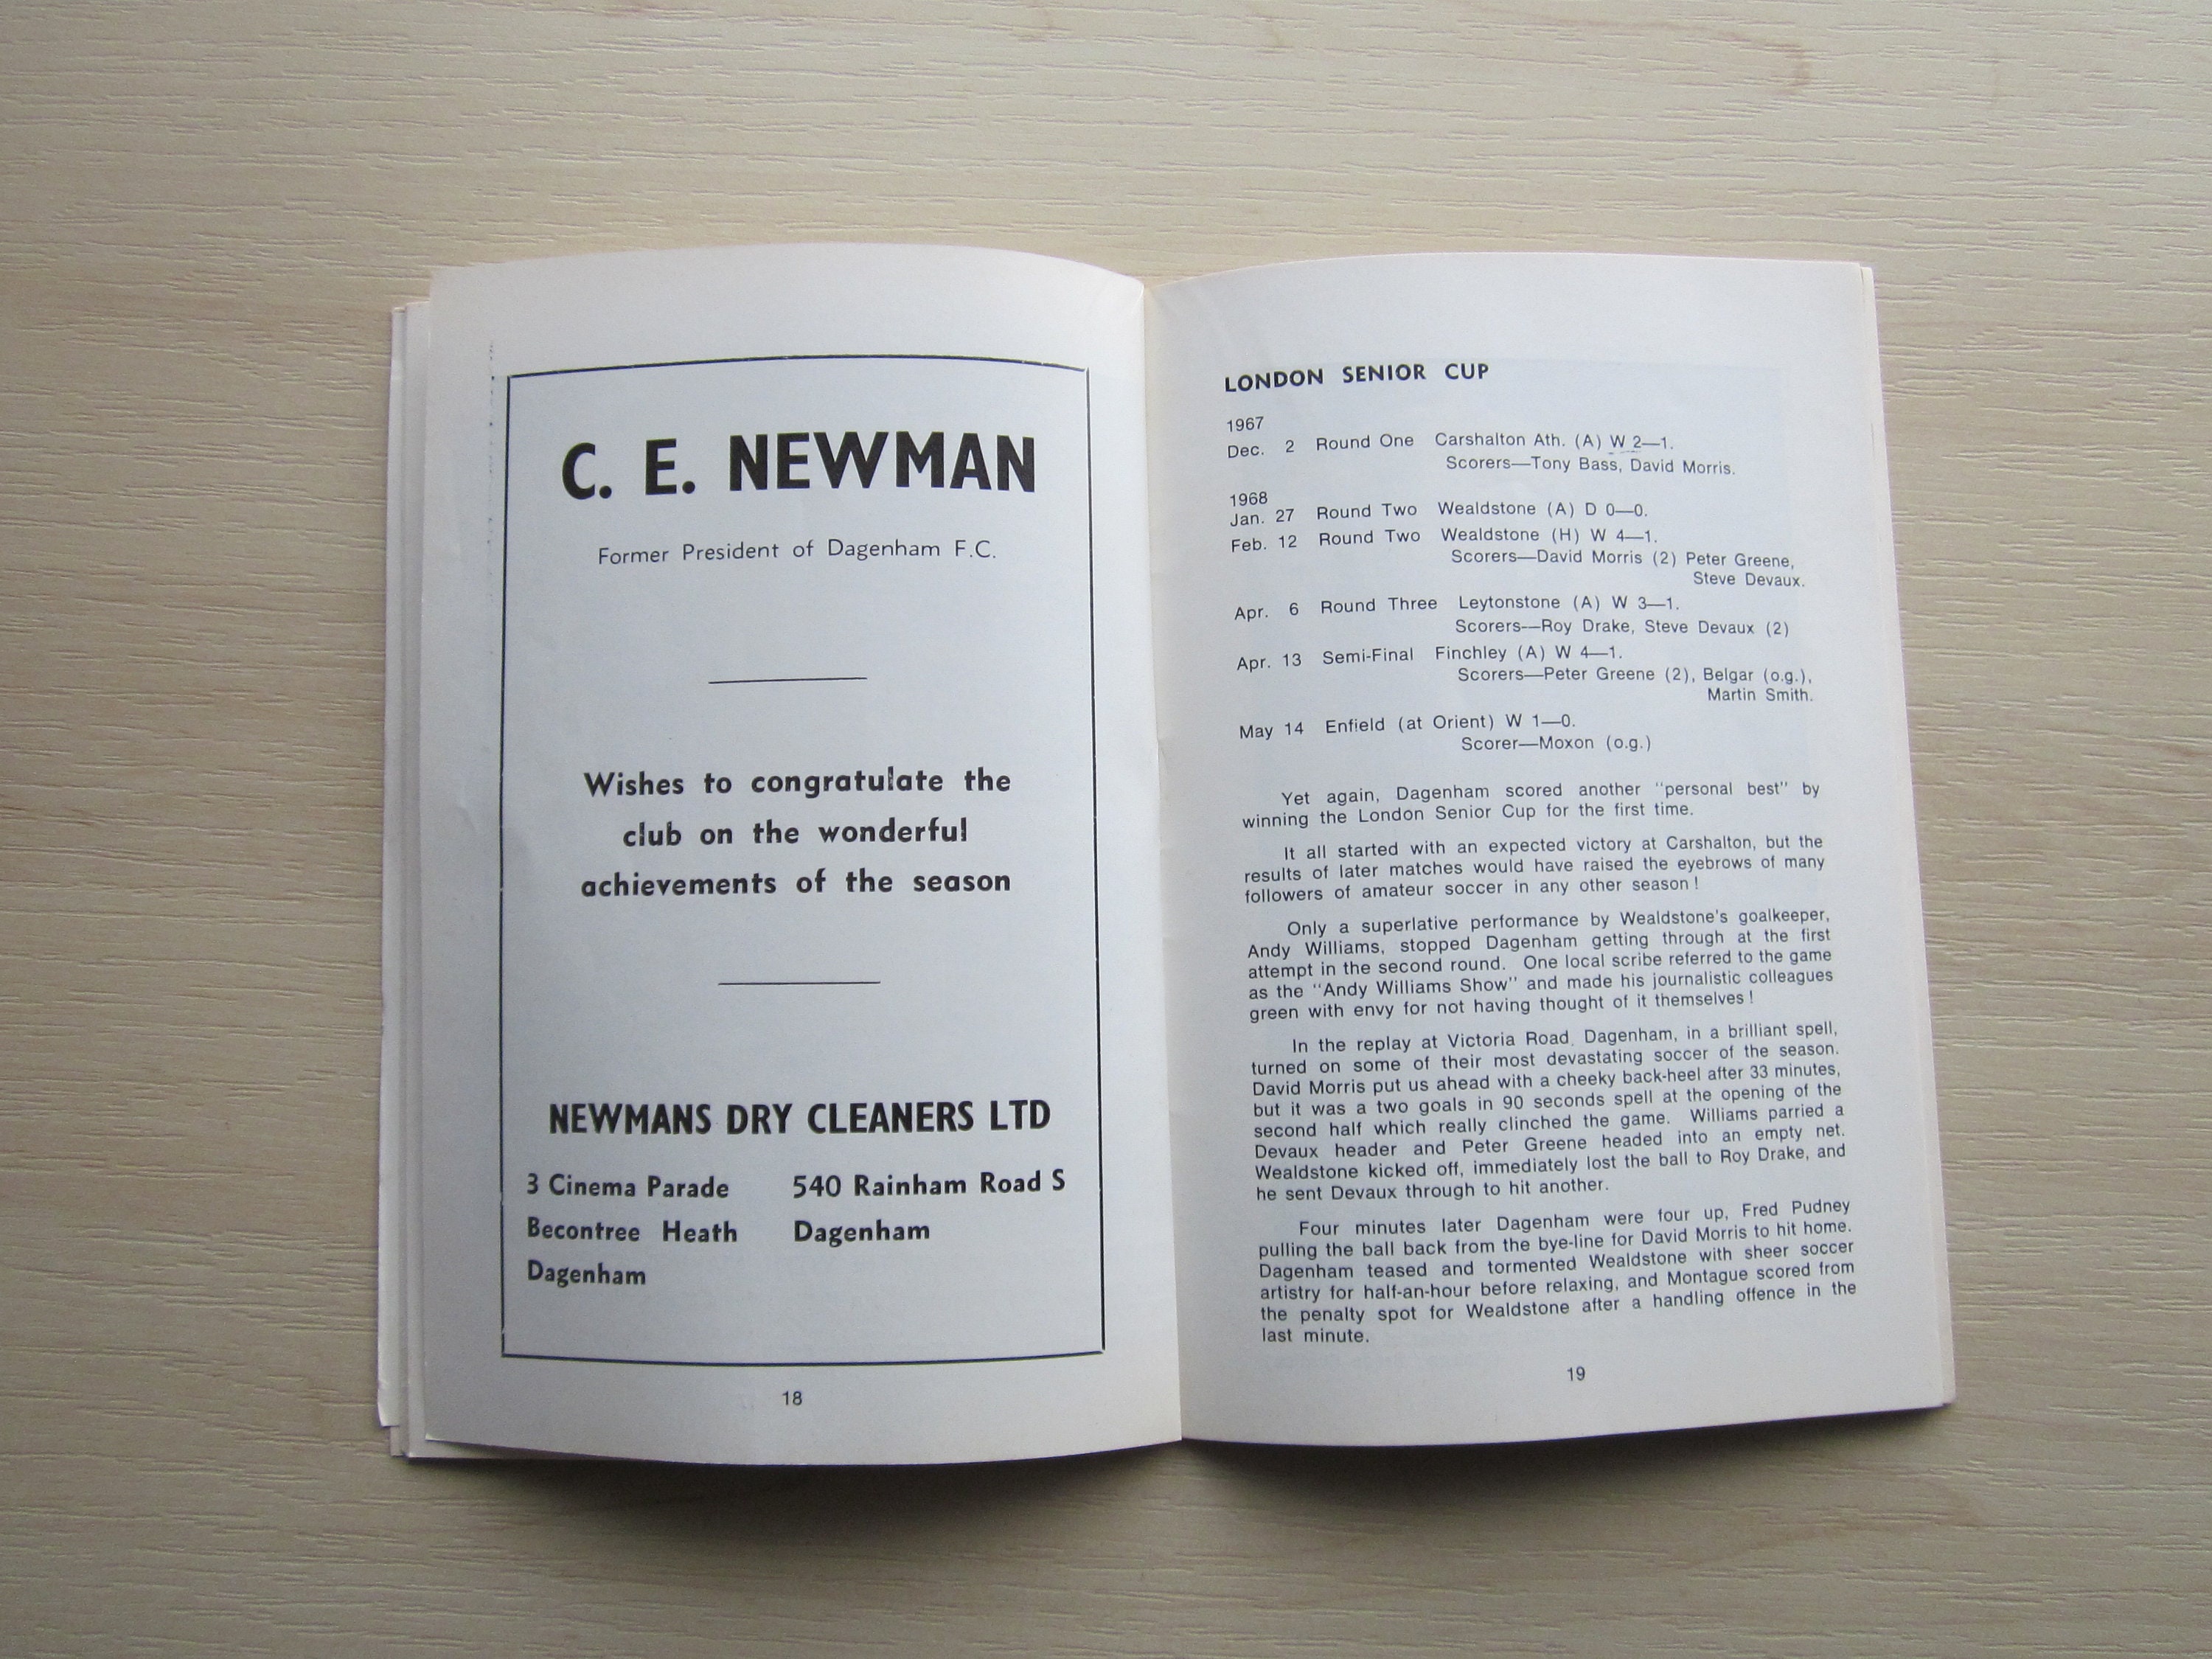 C. E. NEWMAN
Former President of Dagenham F.C.
Wishes to congratulate the
club on the wonderful
achievements of the season
NEWMANS DRY CLEANERS LTD
3 Cinema Parade
Becontree Heath
Dagenham
540 Rainham Road S
Dagenham
18
LONDON SENIOR CUP
1967
Dec. 2 Round One Carshalton Ath. (A) W 2—1.
Scorers—Tony Bass, David Morris.
1968
Jan. 27 Round Two Wealdstone (A) D 0—0.
Feb. 12 Round Two Wealdstone (H) W 4—1.
Scorers—David Morris (2) Peter Greene,
Steve Devaux.
Apr. 6 Round Three Leytonstone (A) W 3—1.
Scorers—Roy Drake, Steve Devaux (2)
Apr. 13 Semi-Final Finchley (A) W 4—1.
Scorers—Peter Greene (2), Belgar (o.g.),
Martin Smith.
May 14 Enfield (at Orient) W 1—0.
Scorer—Moxon (o.g.)
Yet again, Dagenham scored another "personal best" by
winning the London Senior Cup for the first time.
It all started with an expected victory at Carshalton, but the
results of later matches would have raised the eyebrows of many
followers of amateur soccer in any other season!
Only a superlative performance by Wealdstone's goalkeeper,
Andy Williams, stopped Dagenham getting through at the first
attempt in the second round. One local scribe referred to the game
as the "Andy Williams Show" and made his journalistic colleagues
green with envy for not having thought of it themselves!
In the replay at Victoria Road, Dagenham, in a brilliant spell,
turned on some of their most devastating soccer of the season.
David Morris put us ahead with a cheeky back-heel after 33 minutes,
but it was a two goals in 90 seconds spell at the opening of the
second half which really clinched the game. Williams parried a
Devaux header and Peter Greene headed into an empty net.
Wealdstone kicked off, immediately lost the ball to Roy Drake, and
he sent Devaux through to hit another.
Four minutes later Dagenham were four up, Fred Pudney
pulling the ball back from the bye-line for David Morris to hit home.
Dagenham teased and tormented Wealdstone with sheer soccer
artistry for half-an-hour before relaxing, and Montague scored from
the penalty spot for Wealdstone after a handling offence in the
last minute.
19